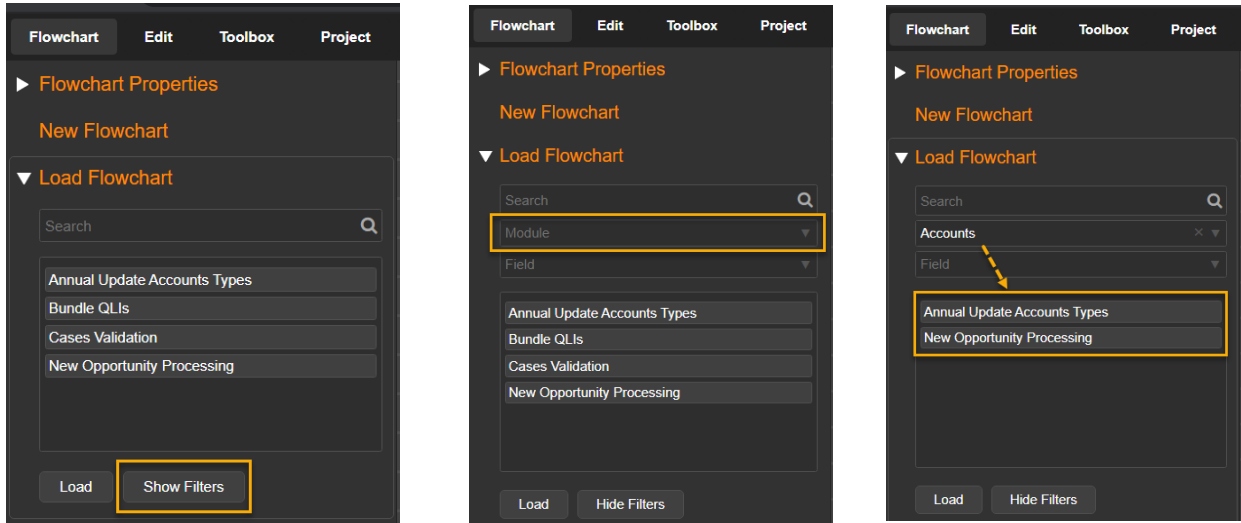 Flowchart Edit Toolbox Project
Flowchart Properties
New Flowchart
Load Flowchart
Search
Annual Update Accounts Types
Bundle QLIs
Cases Validation
New Opportunity Processing
Load Show Filters
Flowchart Edit Toolbox Project
Flowchart Properties
New Flowchart
Load Flowchart
Search
Module
Field
Annual Update Accounts Types
Bundle QLIs
Cases Validation
New Opportunity Processing
Load Hide Filters
Flowchart Edit Toolbox Project
Flowchart Properties
New Flowchart
Load Flowchart
Search
Accounts
Field
Annual Update Accounts Types
New Opportunity Processing
Load Hide Filters